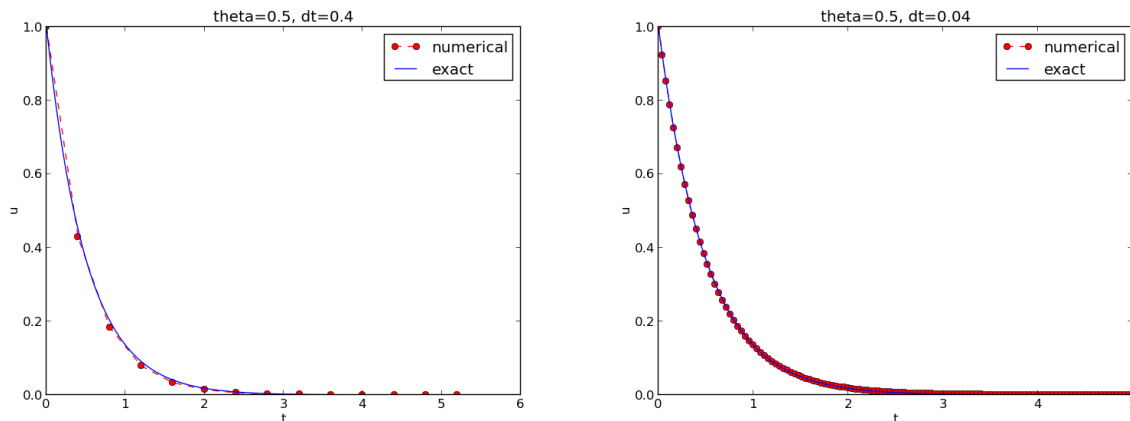 theta=0.5, dt=0.4
1.0
0.8
0.6
0.4
0.2
0.0
u
numerical
exact
0 1 2 3 4 5 6
t
theta=0.5, dt=0.04
1.0
0.8
0.6
0.4
0.2
0.0
u
numerical
exact
0 1 2 3 4 5
t